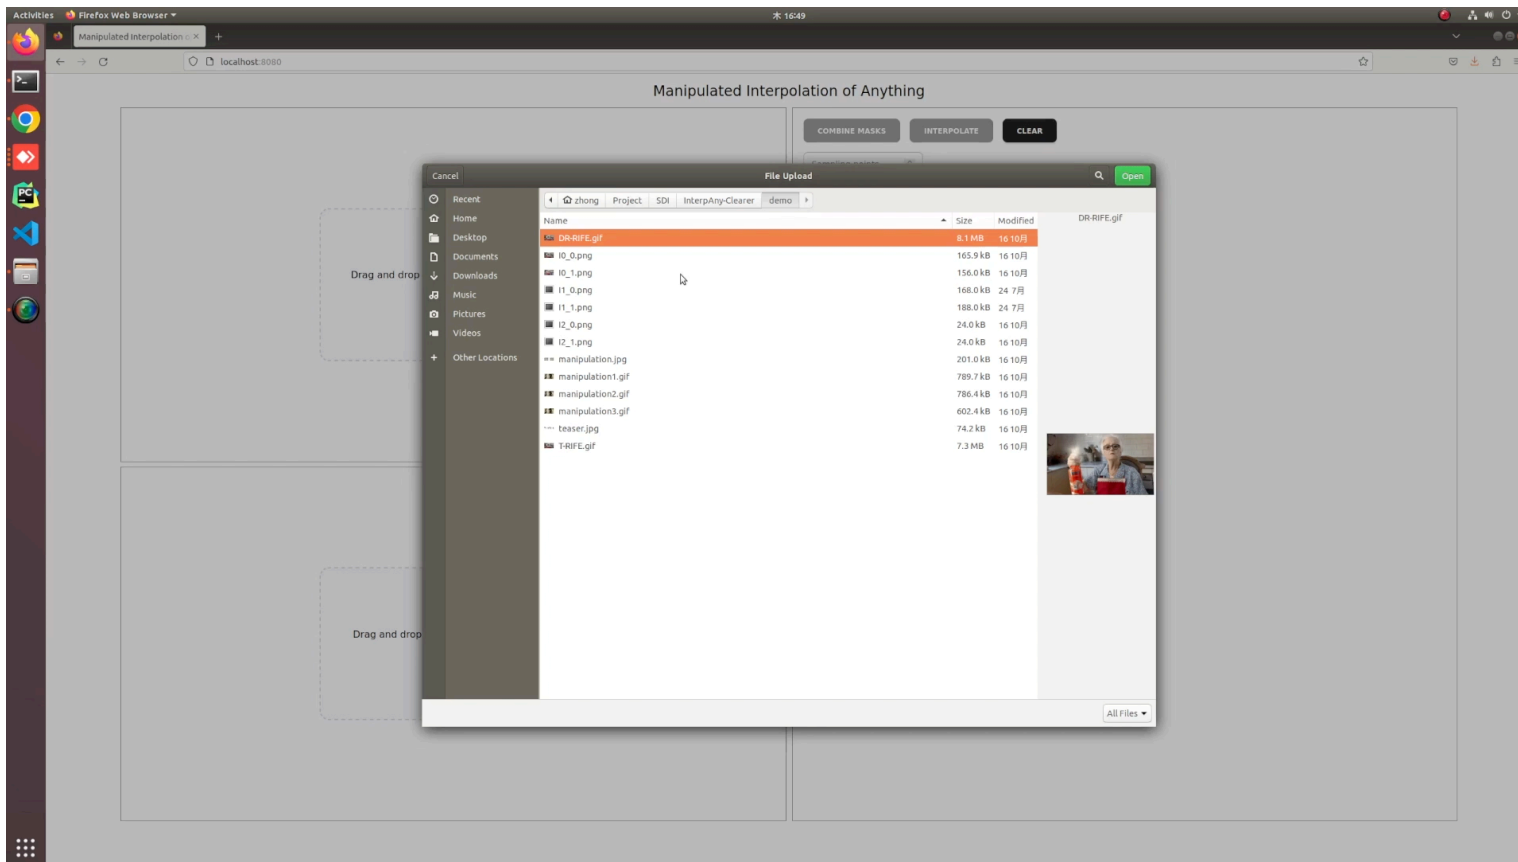 Activities Firefox Web Browser 木 16:49
Manipulated Interpolation o
localhost:8080
Manipulated Interpolation of Anything
COMBINE MASKS INTERPOLATE CLEAR
Cancel File Upload Open
Recent
Home
Desktop
Documents
Downloads
Music
Pictures
Videos
Other Locations
zhong Project SDI InterpAny-Clearer demo
Name Size Modified
DR-RIFE.gif 8.1 MB 16 10月
I0_0.png 165.9 kB 16 10月
I0_1.png 156.0 kB 16 10月
I1_0.png 168.0 kB 24 7月
I1_1.png 188.0 kB 24 7月
I2_0.png 24.0 kB 16 10月
I2_1.png 24.0 kB 16 10月
manipulation.jpg 201.0 kB 16 10月
manipulation1.gif 789.7 kB 16 10月
manipulation2.gif 786.4 kB 16 10月
manipulation3.gif 602.4 kB 16 10月
teaser.jpg 74.2 kB 16 10月
T-RIFE.gif 7.3 MB 16 10月
DR-RIFE.gif
All Files
Drag and drop
Drag and drop